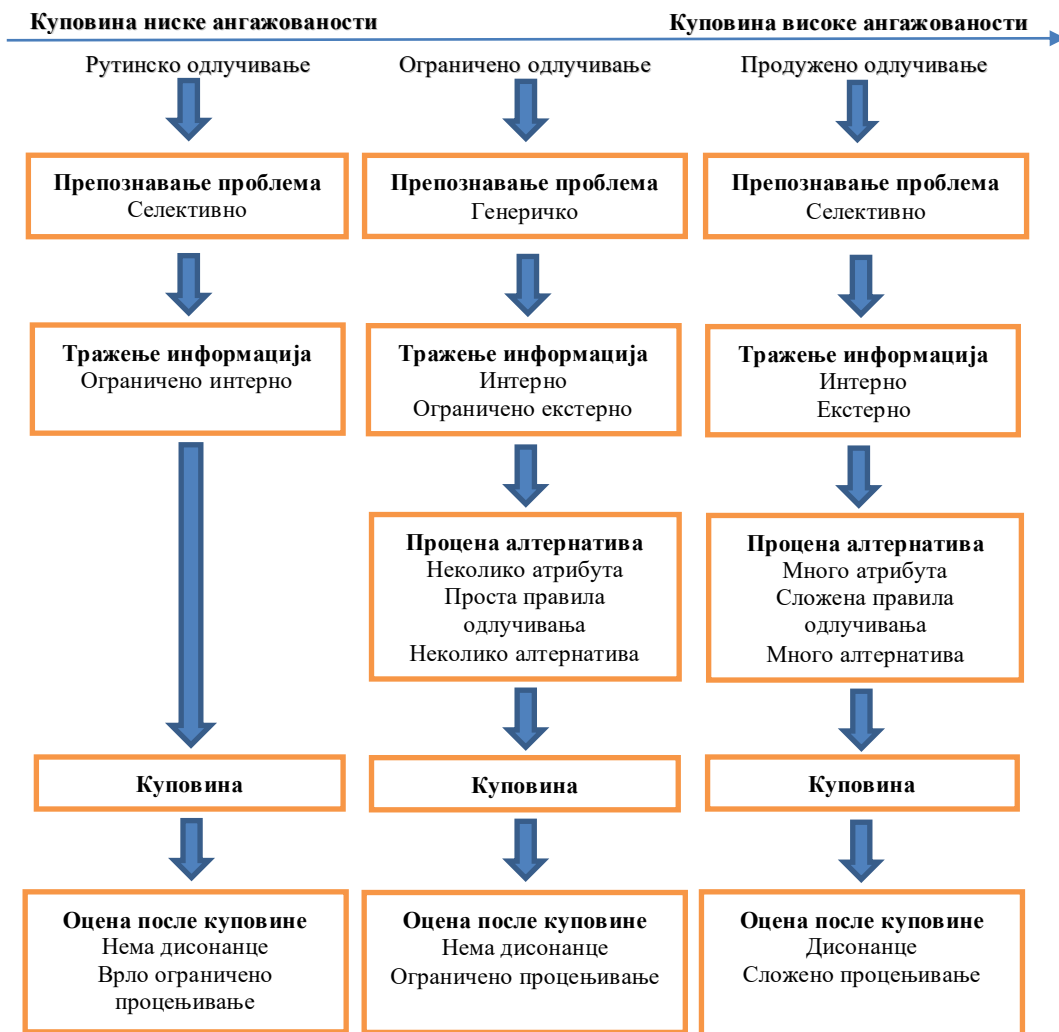 Куповина ниске ангажованости
Куповина високе ангажованости
Рутинско одлучивање
Ограничено одлучивање
Продужено одлучивање
Препознавање проблема
Селективно
Препознавање проблема
Генеричко
Препознавање проблема
Селективно
Тражење информација
Ограничено интерно
Тражење информација
Интерно
Ограничено екстерно
Тражење информација
Интерно
Екстерно
Процена алтернатива
Неколико атрибута
Проста правила
одлучивања
Неколико алтернатива
Процена алтернатива
Много атрибута
Сложена правила
одлучивања
Много алтернатива
Куповина
Куповина
Куповина
Оцена после куповине
Нема дисонанце
Врло ограничено
процењивање
Оцена после куповине
Нема дисонанце
Ограничено процењивање
Оцена после куповине
Дисонанце
Сложено процењивање